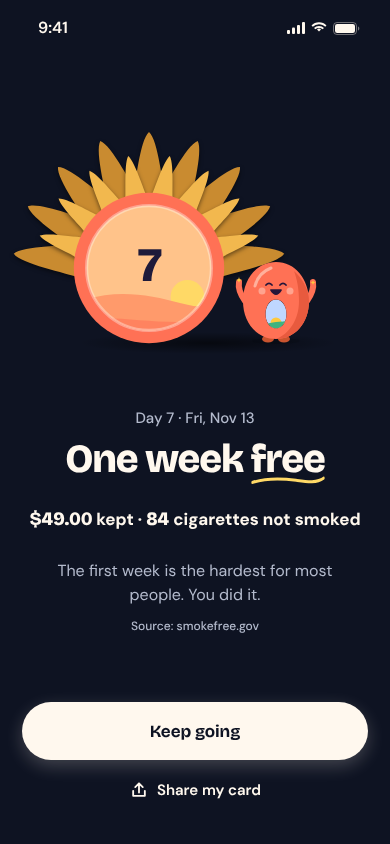 9:41
7
Day 7 · Fri, Nov 13
One week free
$49.00 kept · 84 cigarettes not smoked
The first week is the hardest for most
people. You did it.
Source: smokefree.gov
Keep going
Share my card